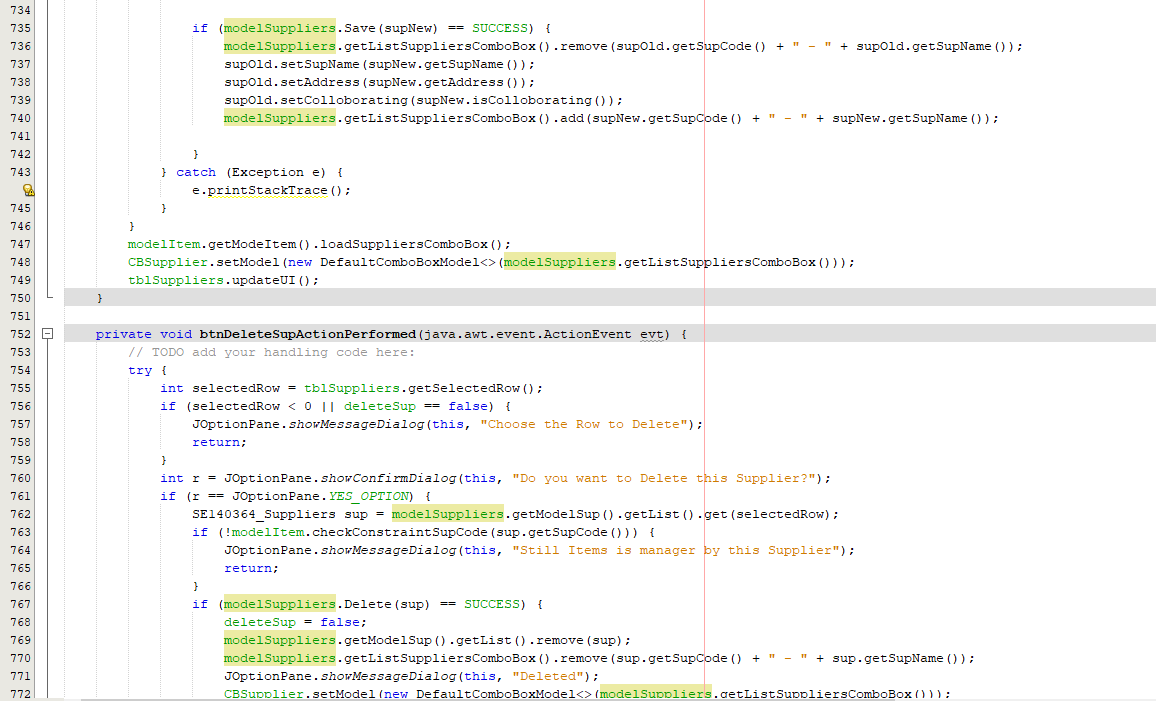 734
735 if (modelSuppliers.Save(supNew) == SUCCESS) {
736 modelSuppliers.getListSuppliersComboBox().remove(supOld.getSupCode() + " - " + supOld.getSupName());
737 supOld.setSupName(supNew.getSupName());
738 supOld.setAddress(supNew.getAddress());
739 supOld.setColloborating(supNew.isColloborating());
740 modelSuppliers.getListSuppliersComboBox().add(supNew.getSupCode() + " - " + supNew.getSupName());
741
742 }
743 } catch (Exception e) {
e.printStackTrace();
745 }
746 }
747 modelItem.getModeItem().loadSuppliersComboBox();
748 CBSupplier.setModel(new DefaultComboBoxModel<>(modelSuppliers.getListSuppliersComboBox()));
749 tblSuppliers.updateUI();
750 }
751
752 private void btnDeleteSupActionPerformed(java.awt.event.ActionEvent evt) {
753 // TODO add your handling code here:
754 try {
755 int selectedRow = tblSuppliers.getSelectedRow();
756 if (selectedRow < 0 || deleteSup == false) {
757 JOptionPane.showMessageDialog(this, "Choose the Row to Delete");
758 return;
759 }
760 int r = JOptionPane.showConfirmDialog(this, "Do you want to Delete this Supplier?");
761 if (r == JOptionPane.YES_OPTION) {
762 SE140364_Suppliers sup = modelSuppliers.getModelSup().getList().get(selectedRow);
763 if (!modelItem.checkConstraintSupCode(sup.getSupCode())) {
764 JOptionPane.showMessageDialog(this, "Still Items is manager by this Supplier");
765 return;
766 }
767 if (modelSuppliers.Delete(sup) == SUCCESS) {
768 deleteSup = false;
769 modelSuppliers.getModelSup().getList().remove(sup);
770 modelSuppliers.getListSuppliersComboBox().remove(sup.getSupCode() + " - " + sup.getSupName());
771 JOptionPane.showMessageDialog(this, "Deleted");
772 CBSupplier.setModel(new DefaultComboBoxModel<>(modelSuppliers.getListSuppliersComboBox()));